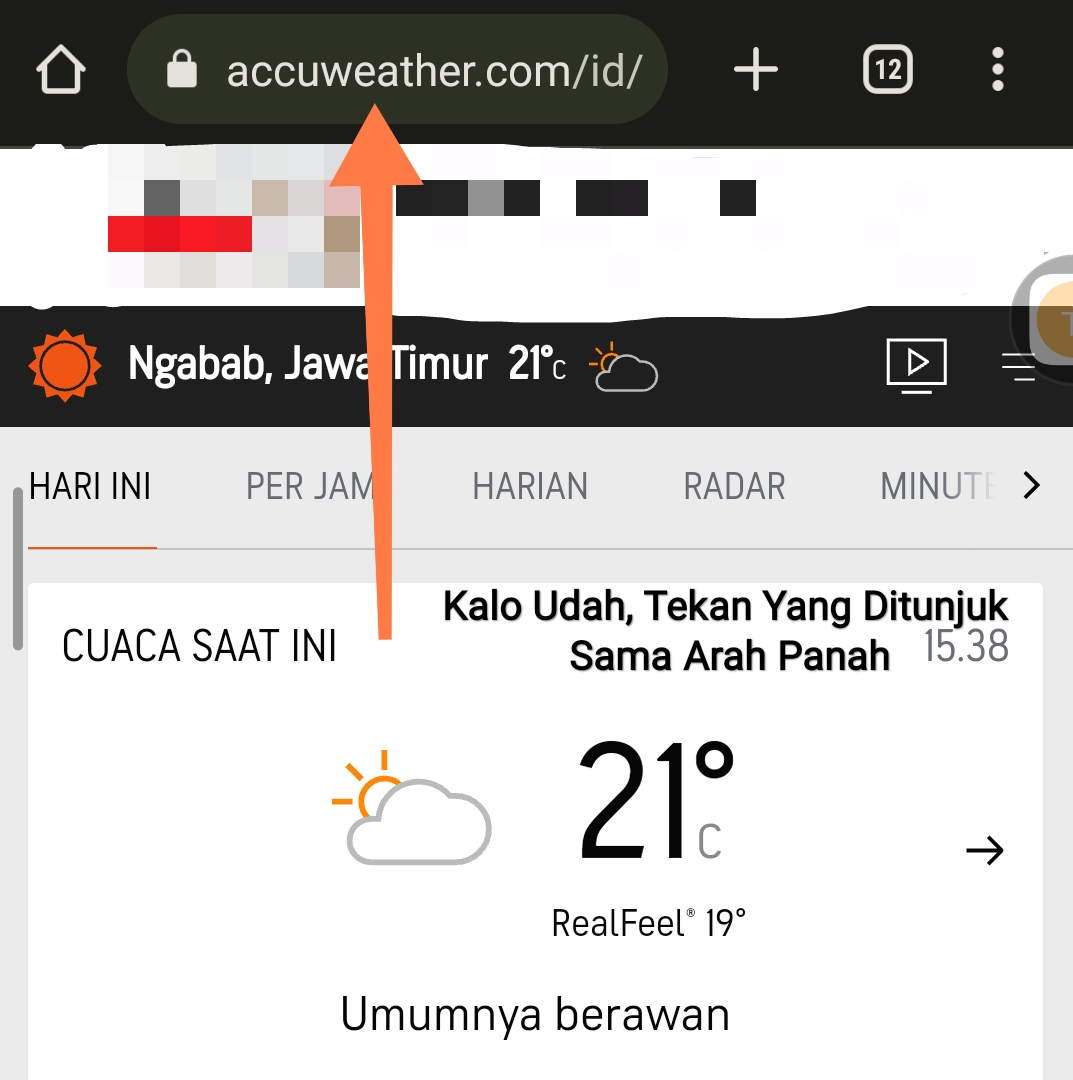 accuweather.com/id/
12
Ngabab, Jawa Timur 21°C
HARI INI PER JAM HARIAN RADAR MINUTE
Kalo Udah, Tekan Yang Ditunjuk
Sama Arah Panah
CUACA SAAT INI 15.38
21°C
RealFeel® 19°
Umumnya berawan